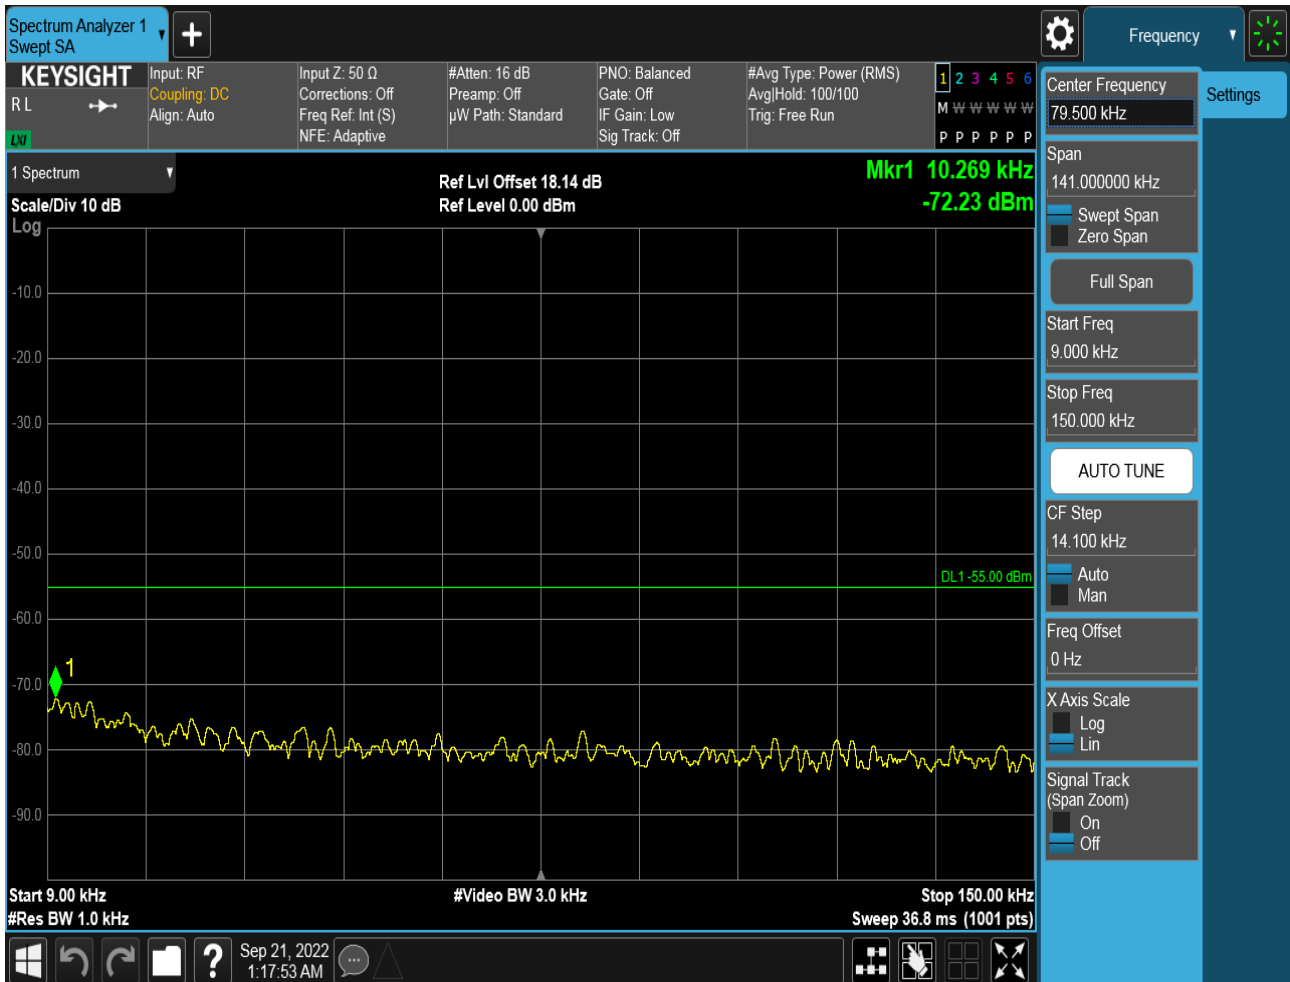 Spectrum Analyzer 1
Swept SA
Frequency
KEYSIGHT
R L
LXI
Input: RF
Coupling: DC
Align: Auto
Input Z: 50 Ω
Corrections: Off
Freq Ref: Int (S)
NFE: Adaptive
#Atten: 16 dB
Preamp: Off
µW Path: Standard
PNO: Balanced
Gate: Off
IF Gain: Low
Sig Track: Off
#Avg Type: Power (RMS)
Avg|Hold: 100/100
Trig: Free Run
1 2 3 4 5 6
M W W W W W
P P P P P P
1 Spectrum
Scale/Div 10 dB
Log
Ref Lvl Offset 18.14 dB
Ref Level 0.00 dBm
Mkr1 10.269 kHz
-72.23 dBm
-10.0
-20.0
-30.0
-40.0
-50.0
DL1 -55.00 dBm
-60.0
1
-70.0
-80.0
-90.0
Start 9.00 kHz
#Video BW 3.0 kHz
Stop 150.00 kHz
#Res BW 1.0 kHz
Sweep 36.8 ms (1001 pts)
?
Sep 21, 2022
1:17:53 AM
Center Frequency
79.500 kHz
Settings
Span
141.000000 kHz
Swept Span
Zero Span
Full Span
Start Freq
9.000 kHz
Stop Freq
150.000 kHz
AUTO TUNE
CF Step
14.100 kHz
Auto
Man
Freq Offset
0 Hz
X Axis Scale
Log
Lin
Signal Track
(Span Zoom)
On
Off